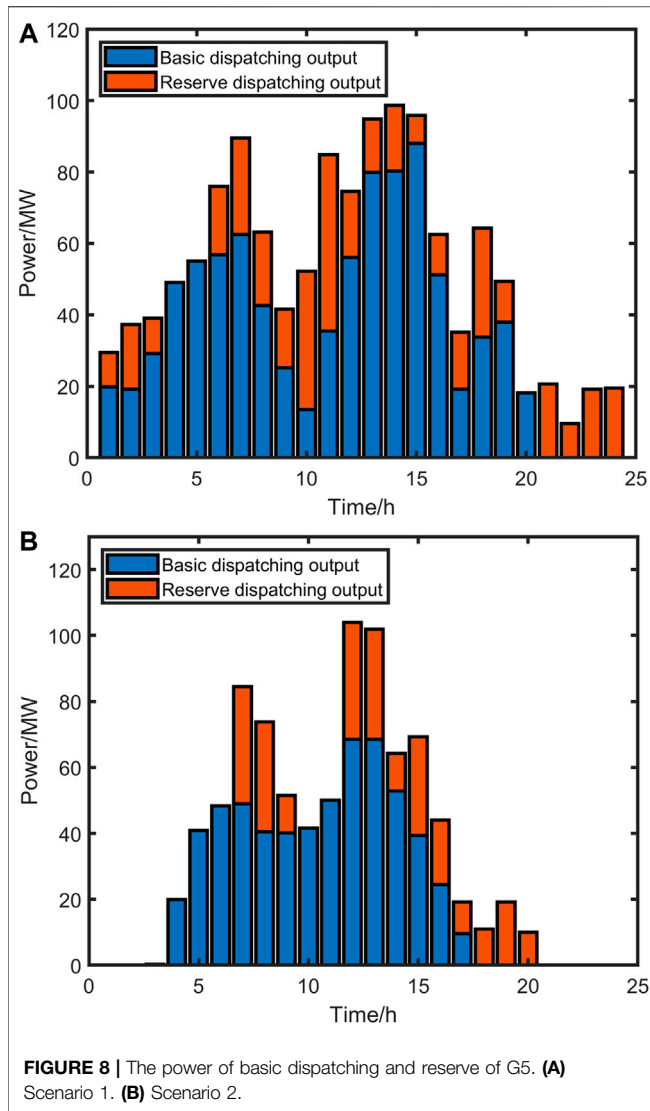 A
120
100
80
60
40
20
0
Power/MW
Basic dispatching output
Reserve dispatching output
0 5 10 15 20 25
Time/h
B
120
100
80
60
40
20
0
Power/MW
Basic dispatching output
Reserve dispatching output
0 5 10 15 20 25
Time/h
FIGURE 8 | The power of basic dispatching and reserve of G5. (A)
Scenario 1. (B) Scenario 2.